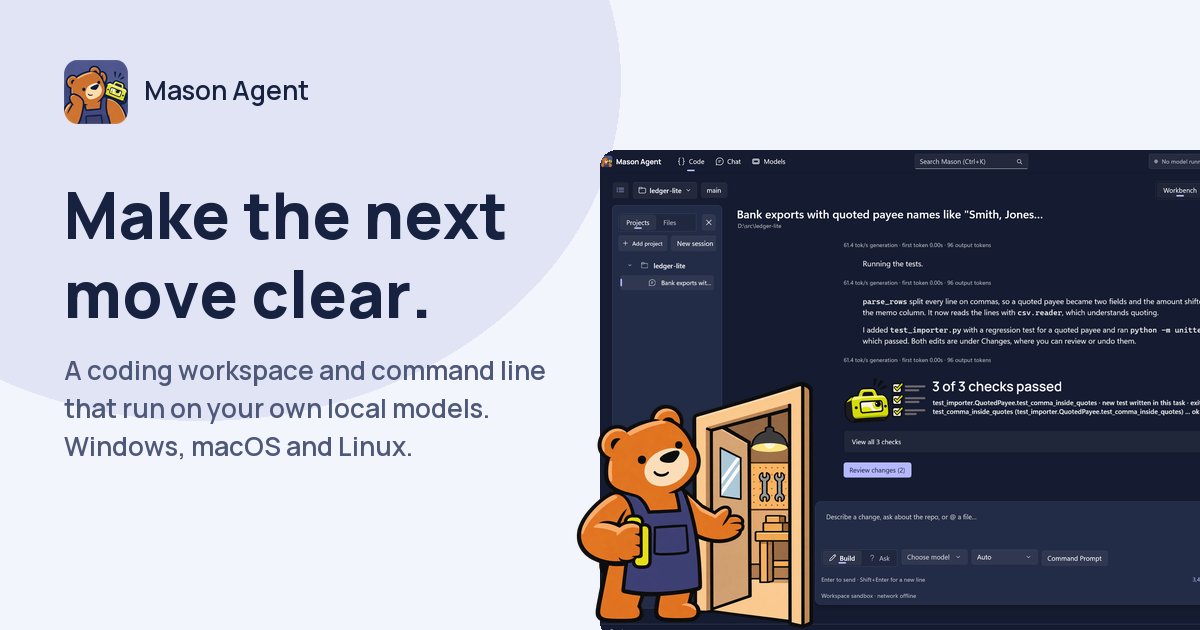 Mason Agent
Make the next
move clear.
A coding workspace and command line
that run on your own local models.
Windows, macOS and Linux.
Mason Agent
{} Code
Chat
Models
Search Mason (Ctrl+K)
No model
ledger-lite
main
Workbench
Projects
Files
+ Add project
New session
ledger-lite
Bank exports wit...
Bank exports with quoted payee names like "Smith, Jones...
D:\src\ledger-lite
61.4 tok/s generation · first token 0.00s · 96 output tokens
Running the tests.
61.4 tok/s generation · first token 0.00s · 96 output tokens
parse_rows split every line on commas, so a quoted payee became two fields and the amount
the memo column. It now reads the lines with csv.reader, which understands quoting.
I added test_importer.py with a regression test for a quoted payee and ran python -m
which passed. Both edits are under Changes, where you can review or undo them.
61.4 tok/s generation · first token 0.00s · 96 output tokens
3 of 3 checks passed
test_importer.QuotedPayee.test_comma_inside_quotes · new test written in this task ·
test_comma_inside_quotes (test_importer.QuotedPayee.test_comma_inside_quotes) ... ok
View all 3 checks
Review changes (2)
Describe a change, ask about the repo, or @ a file...
Build
? Ask
Choose model
Auto
Command Prompt
Enter to send · Shift+Enter for a new line
Workspace sandbox · network offline